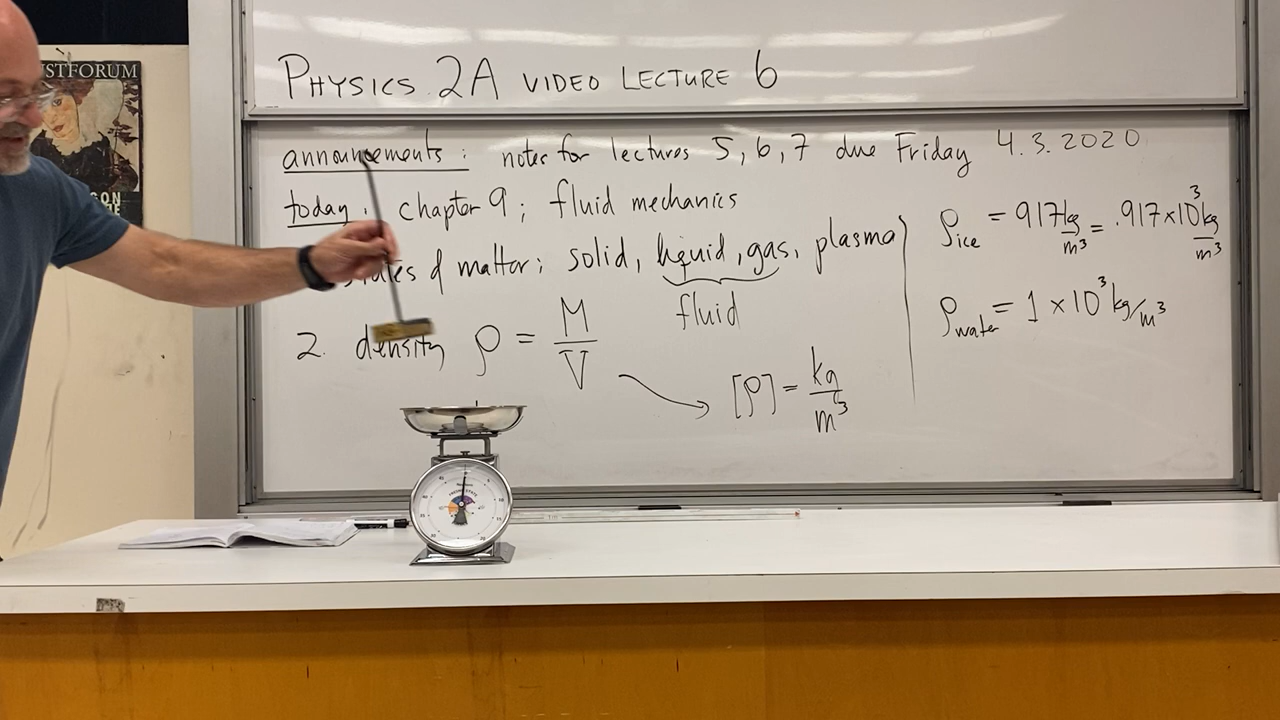 PHYSICS 2A VIDEO LECTURE 6
announcements: notes for lectures 5, 6, 7 due Friday 4.3.2020
today: chapter 9; fluid mechanics
of matter: solid, liquid, gas, plasma
fluid
2. density ρ = M/V
[ρ] = kg/m³
ρice = 917 kg/m³ = .917 × 10³ kg/m³
ρwater = 1 × 10³ kg/m³
STFORUM